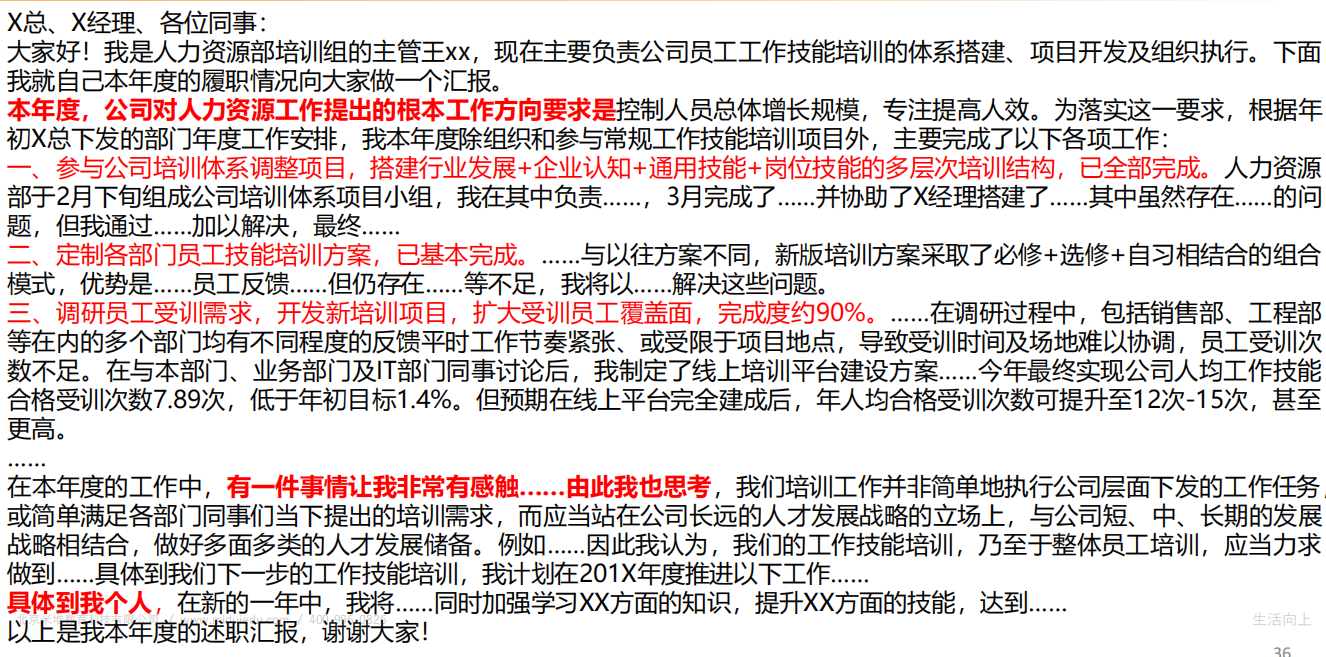 X总、X经理、各位同事：
大家好！我是人力资源部培训组的主管王xx，现在主要负责公司员工工作技能培训的体系搭建、项目开发及组织执行。下面
我就自己本年度的履职情况向大家做一个汇报。
本年度，公司对人力资源工作提出的根本工作方向要求是控制人员总体增长规模，专注提高人效。为落实这一要求，根据年
初X总下发的部门年度工作安排，我本年度除组织和参与常规工作技能培训项目外，主要完成了以下各项工作：
一、参与公司培训体系调整项目，搭建行业发展+企业认知+通用技能+岗位技能的多层次培训结构，已全部完成。人力资源
部于2月下旬组成公司培训体系项目小组，我在其中负责……，3月完成了……并协助了X经理搭建了……其中虽然存在……的问
题，但我通过……加以解决，最终……
二、定制各部门员工技能培训方案，已基本完成。……与以往方案不同，新版培训方案采取了必修+选修+自习相结合的组合
模式，优势是……员工反馈……但仍存在……等不足，我将以……解决这些问题。
三、调研员工受训需求，开发新培训项目，扩大受训员工覆盖面，完成度约90%。……在调研过程中，包括销售部、工程部
等在内的多个部门均有不同程度的反馈平时工作节奏紧张、或受限于项目地点，导致受训时间及场地难以协调，员工受训次
数不足。在与本部门、业务部门及IT部门同事讨论后，我制定了线上培训平台建设方案……今年最终实现公司人均工作技能
合格受训次数7.89次，低于年初目标1.4%。但预期在线上平台完全建成后，年人均合格受训次数可提升至12次-15次，甚至
更高。
……
在本年度的工作中，有一件事情让我非常有感触……由此我也思考，我们培训工作并非简单地执行公司层面下发的工作任务，
或简单满足各部门同事们当下提出的培训需求，而应当站在公司长远的人才发展战略的立场上，与公司短、中、长期的发展
战略相结合，做好多面多类的人才发展储备。例如……因此我认为，我们的工作技能培训，乃至于整体员工培训，应当力求
做到……具体到我们下一步的工作技能培训，我计划在201X年度推进以下工作……
具体到我个人，在新的一年中，我将……同时加强学习XX方面的知识，提升XX方面的技能，达到……
以上是我本年度的述职汇报，谢谢大家！
生活向上
36